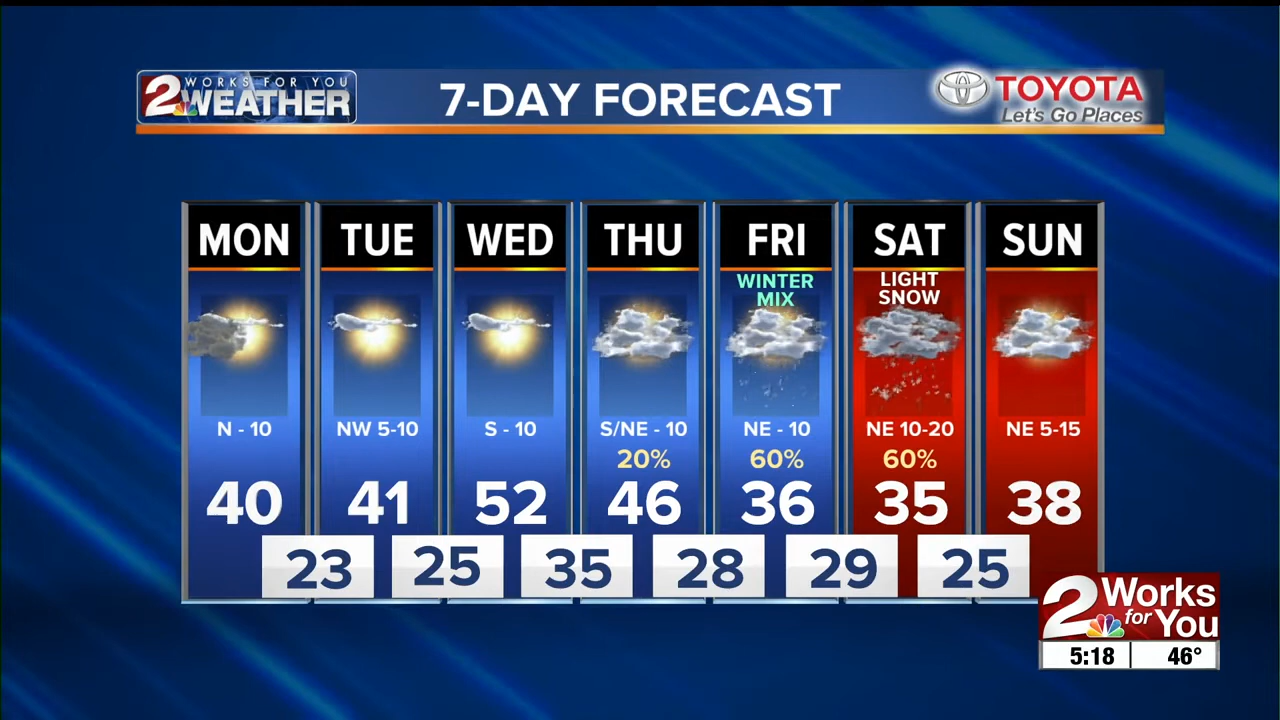 2 WORKS FOR YOU
WEATHER
7-DAY FORECAST
TOYOTA
Let's Go Places
MON TUE WED THU FRI SAT SUN
WINTER
MIX
LIGHT
SNOW
N - 10 NW 5-10 S - 10 S/NE - 10 NE - 10 NE 10-20 NE 5-15
20% 60% 60%
40 41 52 46 36 35 38
23 25 35 28 29 25
2 Works
for You
5:18 46°